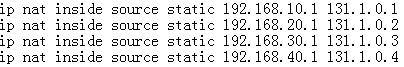 ip nat inside source static 192.168.10.1 131.1.0.1
ip nat inside source static 192.168.20.1 131.1.0.2
ip nat inside source static 192.168.30.1 131.1.0.3
ip nat inside source static 192.168.40.1 131.1.0.4